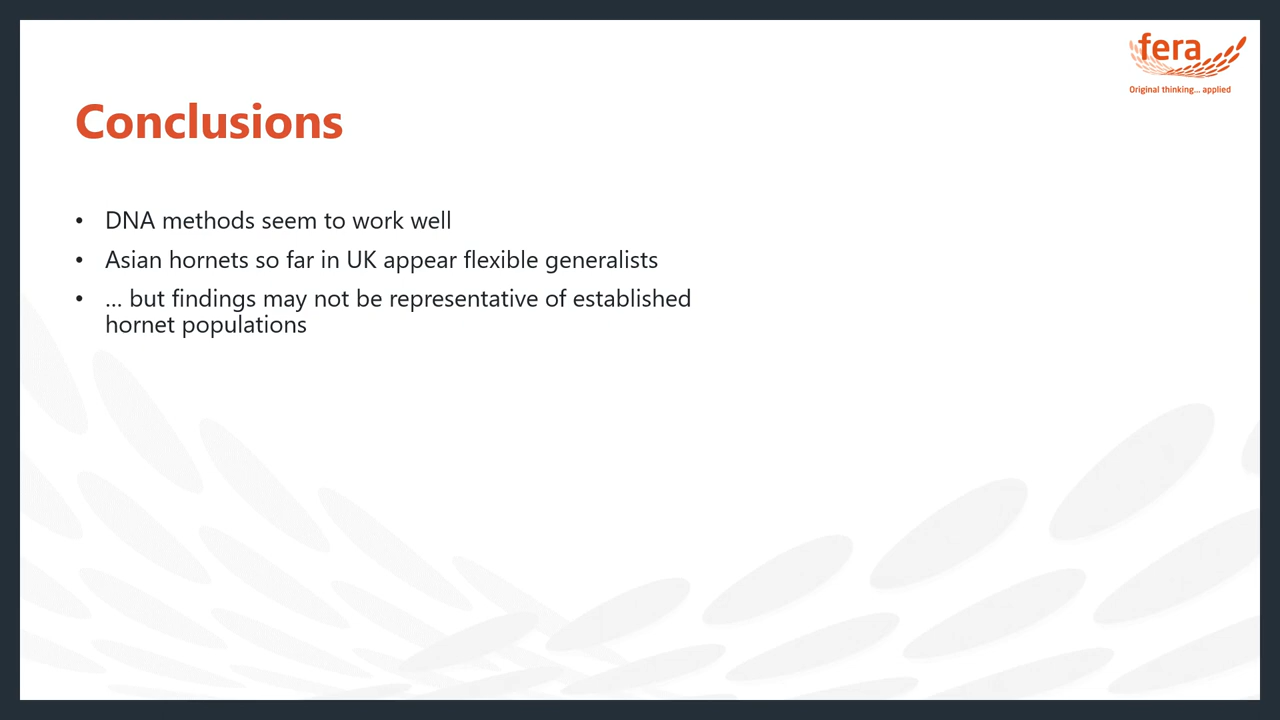 fera
Original thinking... applied
Conclusions
• DNA methods seem to work well
• Asian hornets so far in UK appear flexible generalists
• ... but findings may not be representative of established
hornet populations